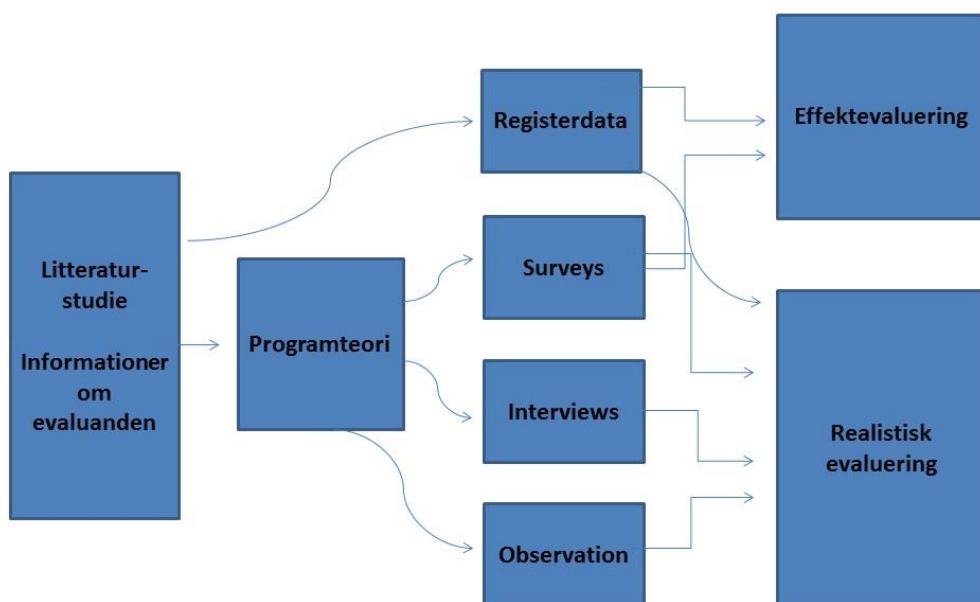 Litteratur-
studie
Informationer
om
evaluanden
Programteori
Registerdata
Surveys
Interviews
Observation
Effektevaluering
Realistisk
evaluering